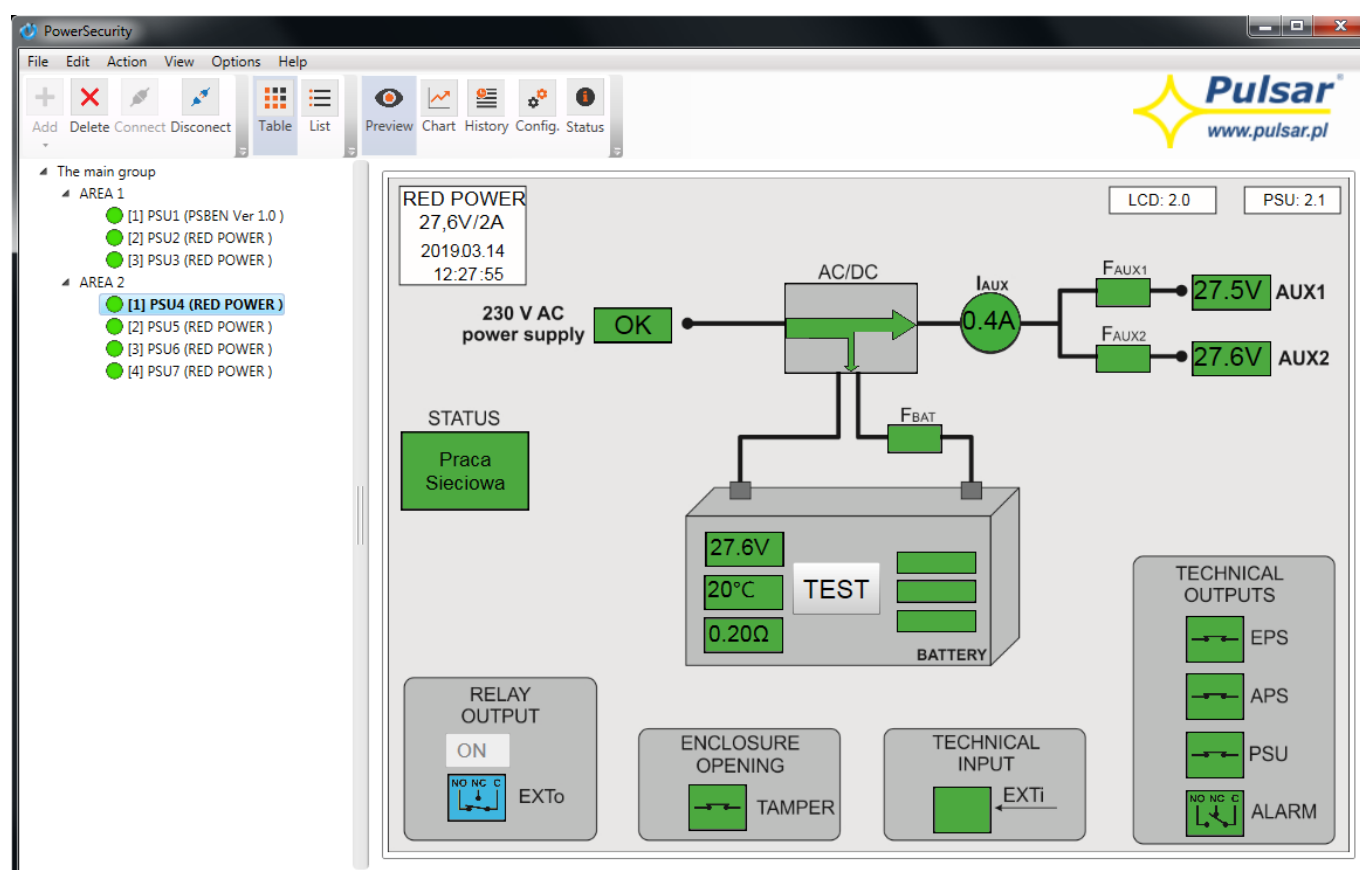 PowerSecurity
File Edit Action View Options Help
Add Delete Connect Disconect Table List Preview Chart History Config. Status
Pulsar®
www.pulsar.pl
The main group
AREA 1
[1] PSU1 (PSBEN Ver 1.0 )
[2] PSU2 (RED POWER )
[3] PSU3 (RED POWER )
AREA 2
[1] PSU4 (RED POWER )
[2] PSU5 (RED POWER )
[3] PSU6 (RED POWER )
[4] PSU7 (RED POWER )
RED POWER
27,6V/2A
2019.03.14
12:27:55
LCD: 2.0
PSU: 2.1
230 V AC
power supply
OK
AC/DC
IAUX
0.4A
FAUX1
27.5V AUX1
FAUX2
27.6V AUX2
STATUS
Praca
Sieciowa
FBAT
27.6V
20°C
0.20Ω
TEST
BATTERY
RELAY
OUTPUT
ON
NO NC C
EXTo
ENCLOSURE
OPENING
TAMPER
TECHNICAL
INPUT
EXTi
TECHNICAL
OUTPUTS
EPS
APS
PSU
NO NC C
ALARM